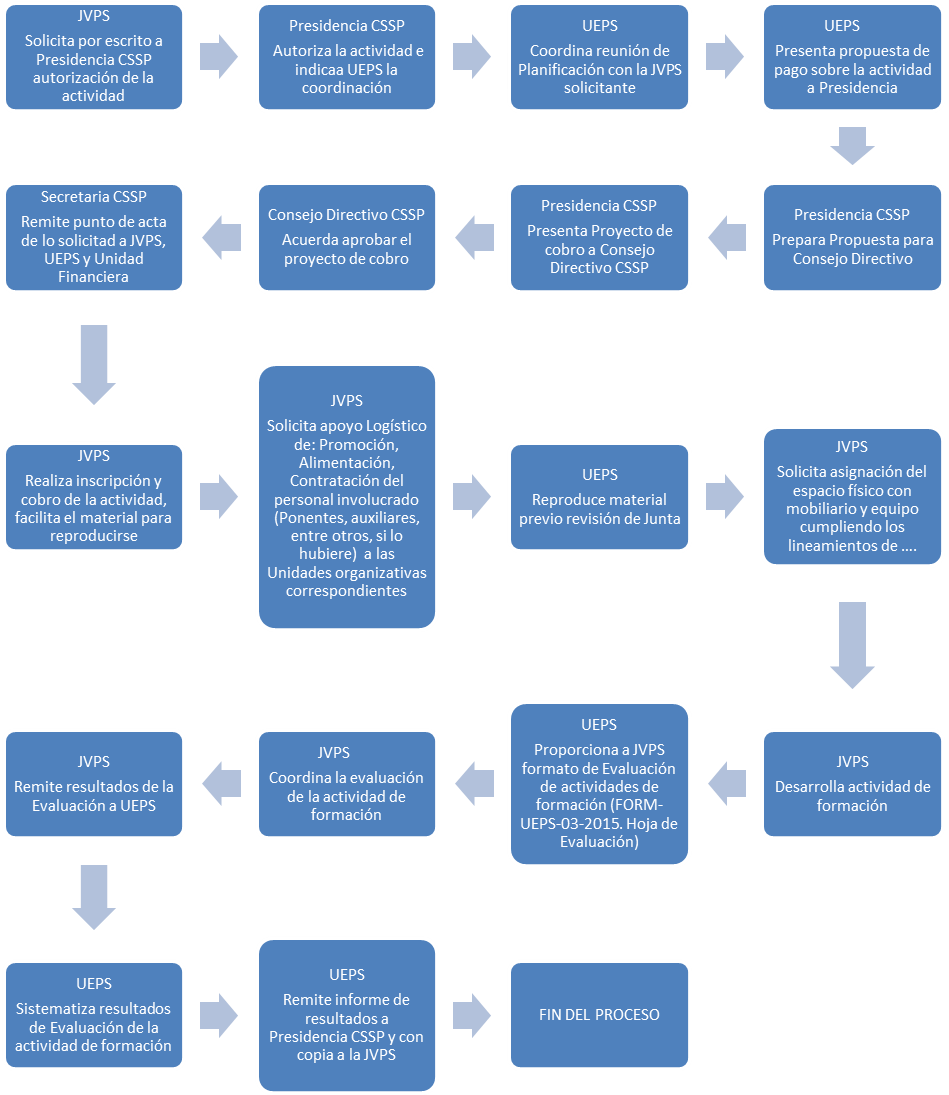 JVPS
Solicita por escrito a
Presidencia CSSP
autorización de la
actividad
Presidencia CSSP
Autoriza la actividad e
indicaa UEPS la
coordinación
UEPS
Coordina reunión de
Planificación con la JVPS
solicitante
UEPS
Presenta propuesta de
pago sobre la actividad
a Presidencia
Presidencia CSSP
Prepara Propuesta para
Consejo Directivo
Presidencia CSSP
Presenta Proyecto de
cobro a Consejo
Directivo CSSP
Consejo Directivo CSSP
Acuerda aprobar el
proyecto de cobro
Secretaria CSSP
Remite punto de acta
de lo solicitad a JVPS,
UEPS y Unidad
Financiera
JVPS
Realiza inscripción y
cobro de la actividad,
facilita el material para
reproducirse
JVPS
Solicita apoyo Logístico
de: Promoción,
Alimentación,
Contratación del
personal involucrado
(Ponentes, auxiliares,
entre otros, si lo
hubiere) a las
Unidades organizativas
correspondientes
UEPS
Reproduce material
previo revisión de Junta
JVPS
Solicita asignación del
espacio físico con
mobiliario y equipo
cumpliendo los
lineamientos de ....
JVPS
Desarrolla actividad de
formación
UEPS
Proporciona a JVPS
formato de Evaluación
de actividades de
formación (FORM-
UEPS-03-2015. Hoja de
Evaluación)
JVPS
Coordina la evaluación
de la actividad de
formación
JVPS
Remite resultados de la
Evaluación a UEPS
UEPS
Sistematiza resultados
de Evaluación de la
actividad de formación
UEPS
Remite informe de
resultados a
Presidencia CSSP y con
copia a la JVPS
FIN DEL PROCESO